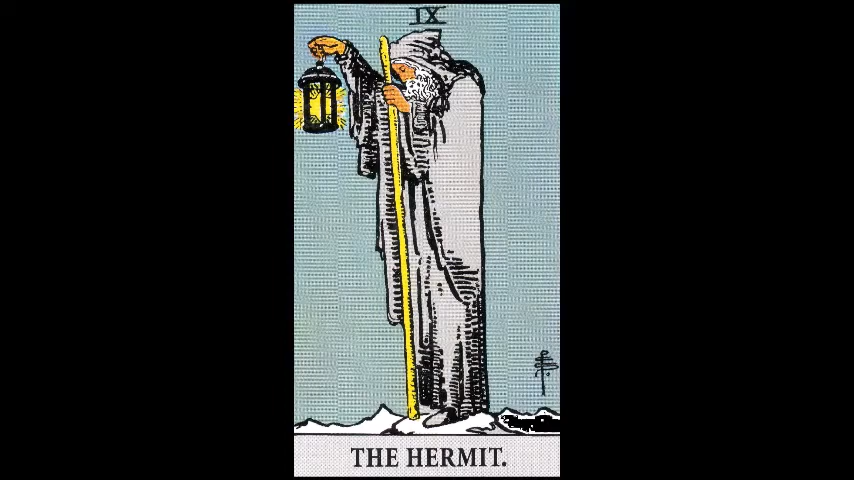 IX
THE HERMIT.